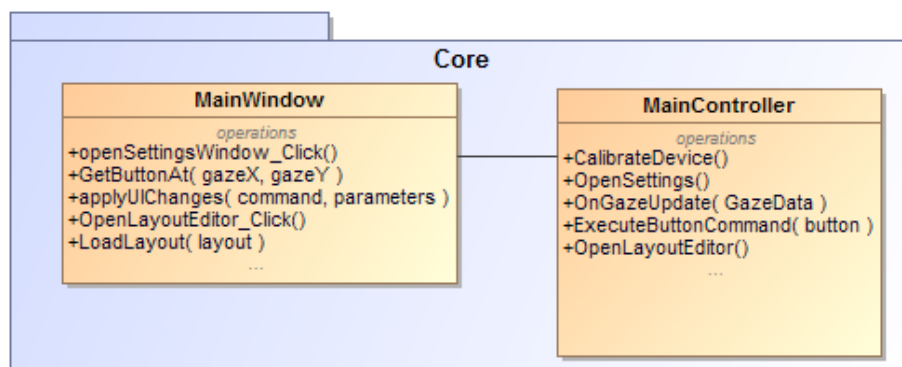 Core
MainWindow
operations
+openSettingsWindow_Click()
+GetButtonAt( gazeX, gazeY )
+applyUIChanges( command, parameters )
+OpenLayoutEditor_Click()
+LoadLayout( layout )
...
MainController
operations
+CalibrateDevice()
+OpenSettings()
+OnGazeUpdate( GazeData )
+ExecuteButtonCommand( button )
+OpenLayoutEditor()
...